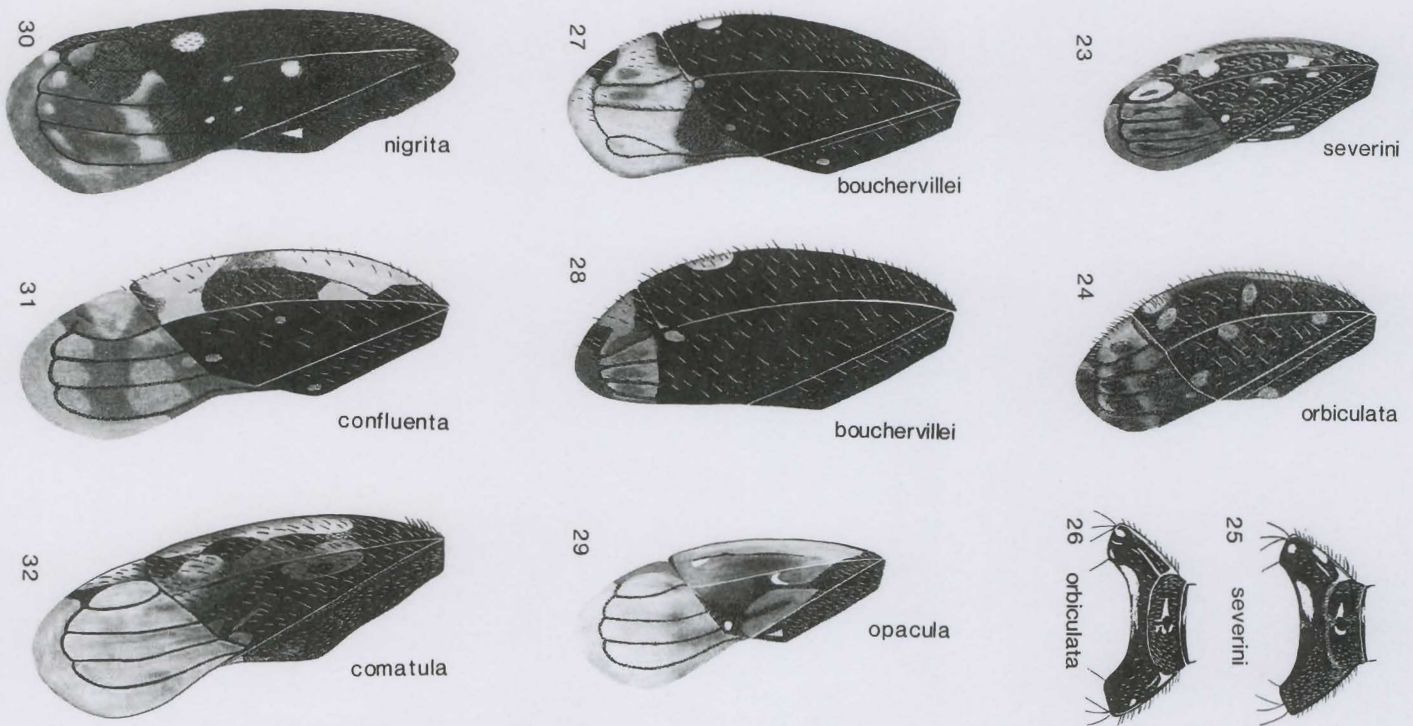 30
nigrita
27
bouchervillei
23
severini
31
confluenta
28
bouchervillei
24
orbiculata
32
comatula
29
opacula
26
orbiculata
25
severini